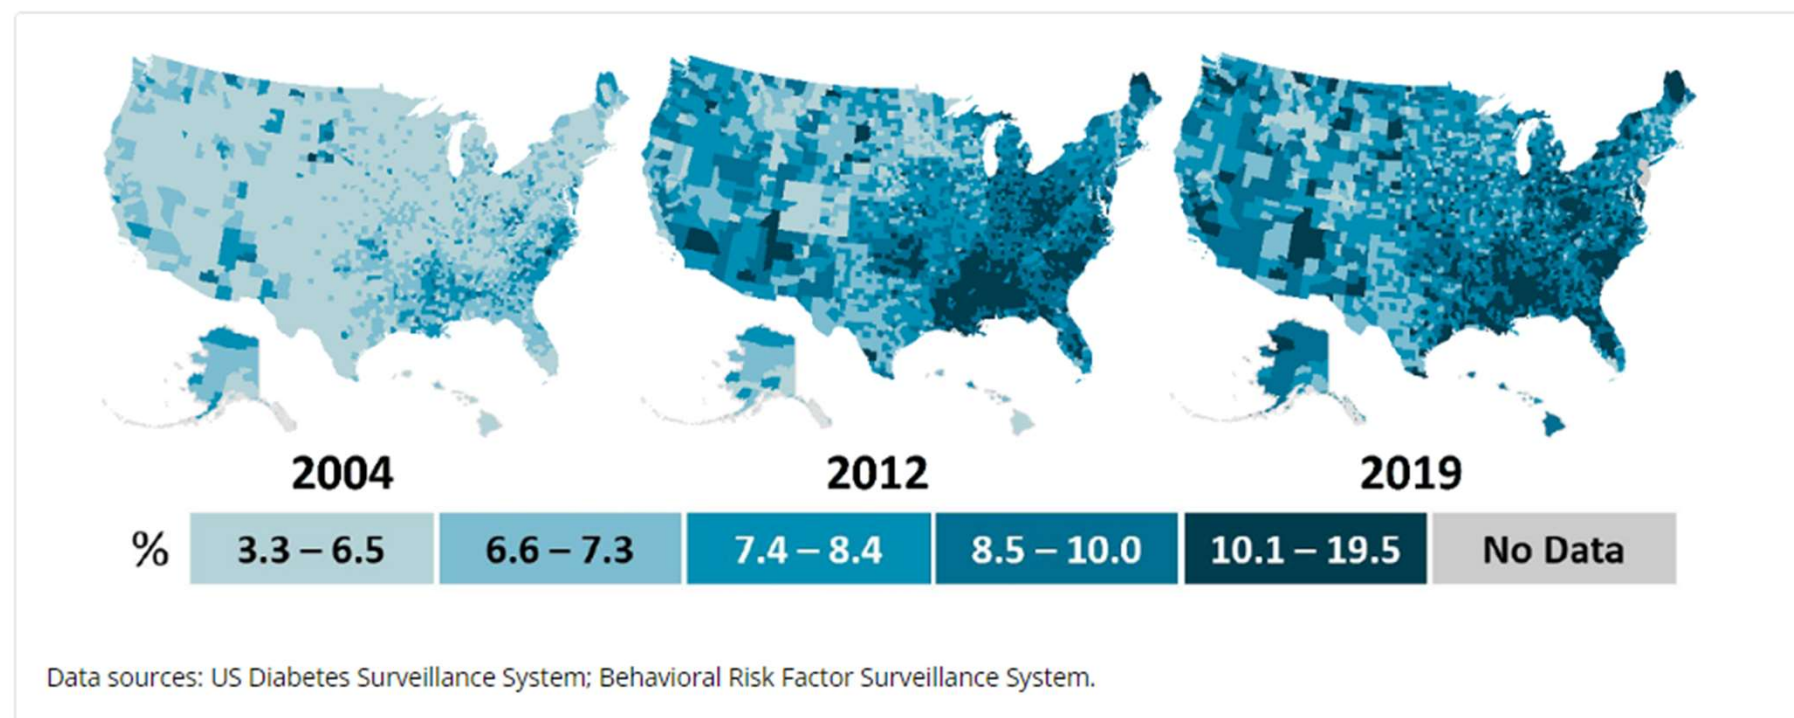 2004 2012 2019
% 3.3 – 6.5 6.6 – 7.3 7.4 – 8.4 8.5 – 10.0 10.1 – 19.5 No Data
Data sources: US Diabetes Surveillance System; Behavioral Risk Factor Surveillance System.